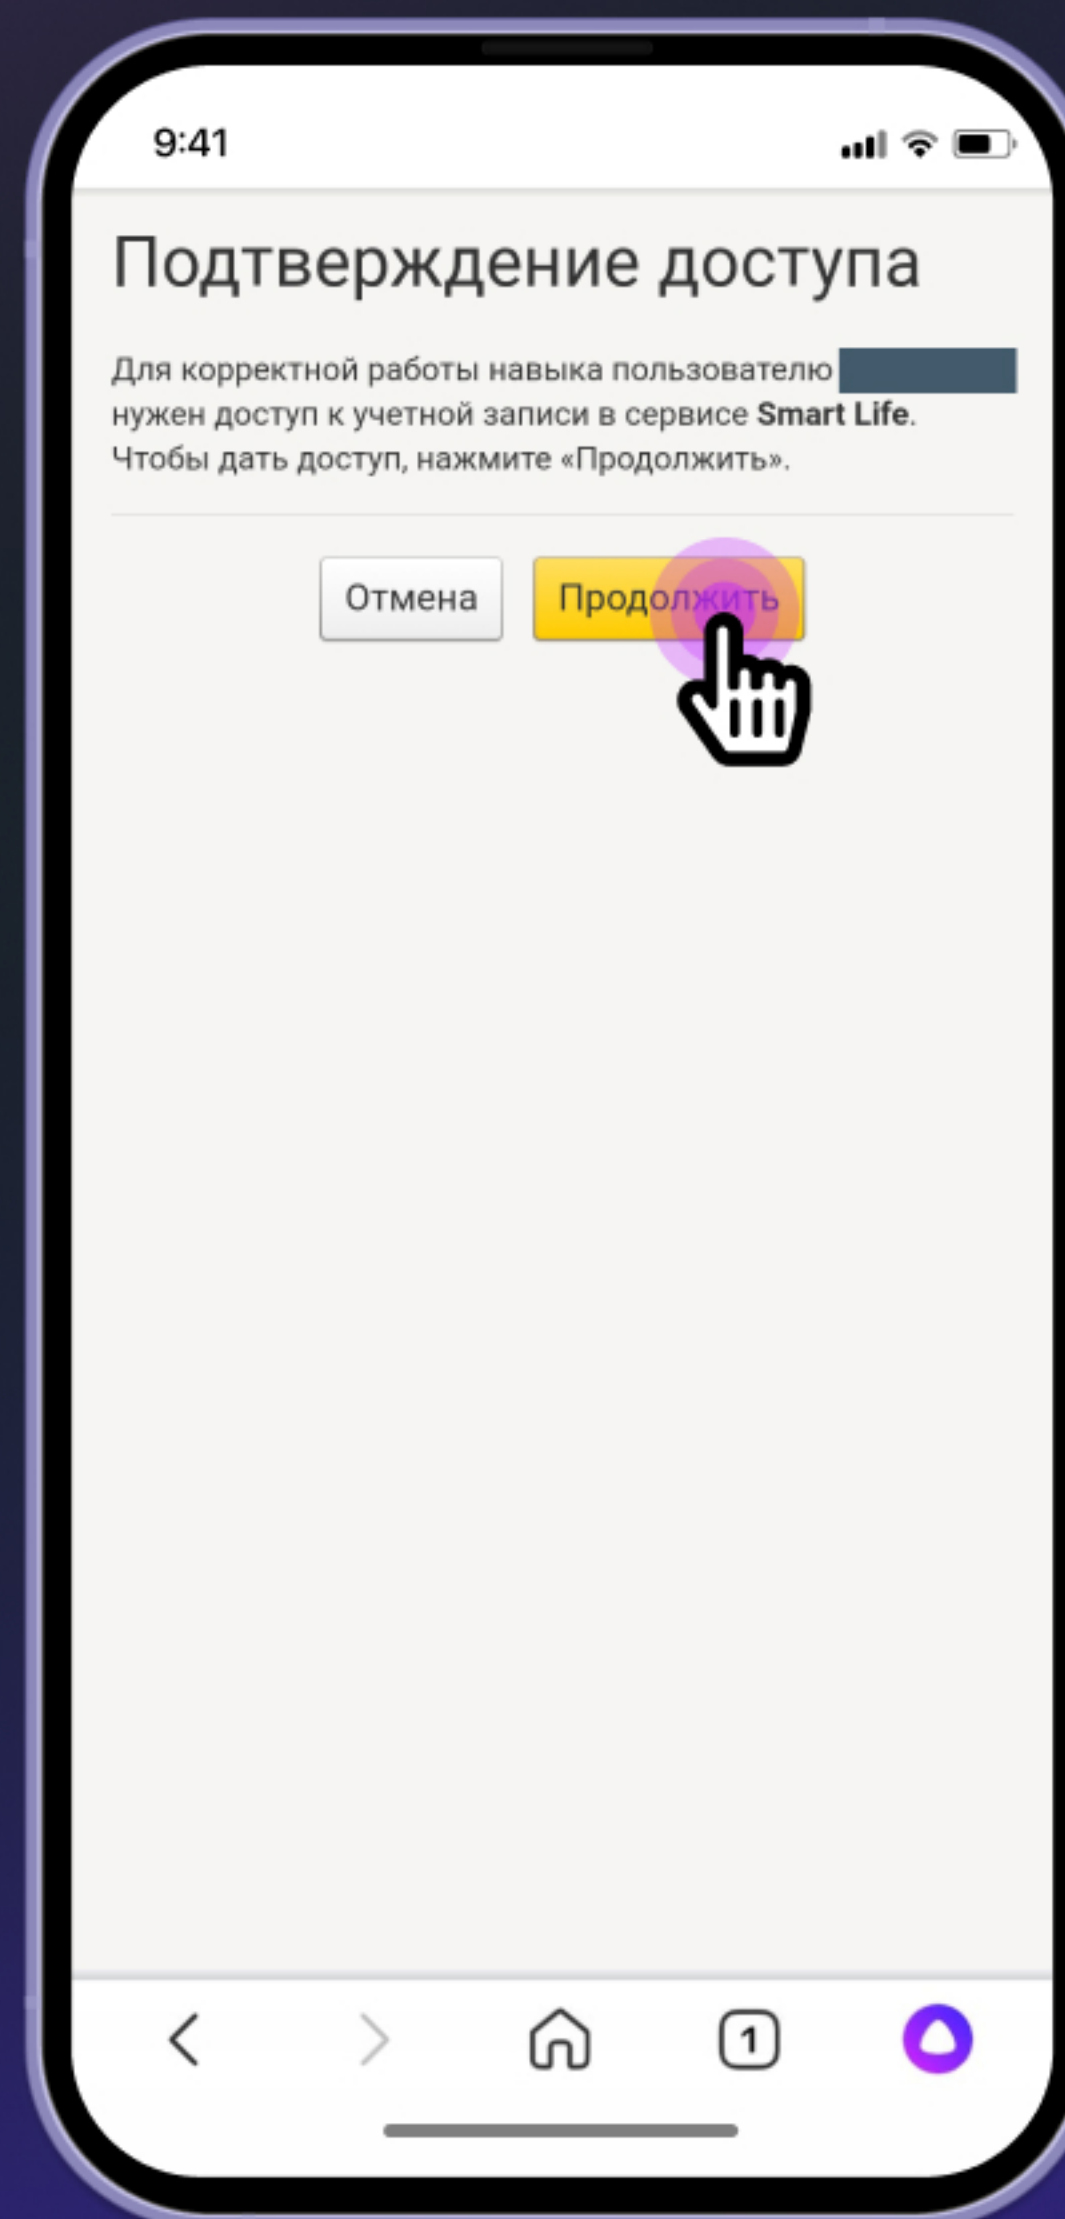 9:41
Подтверждение доступа
Для корректной работы навыка пользователю
нужен доступ к учетной записи в сервисе Smart Life.
Чтобы дать доступ, нажмите «Продолжить».
Отмена Продолжить
1